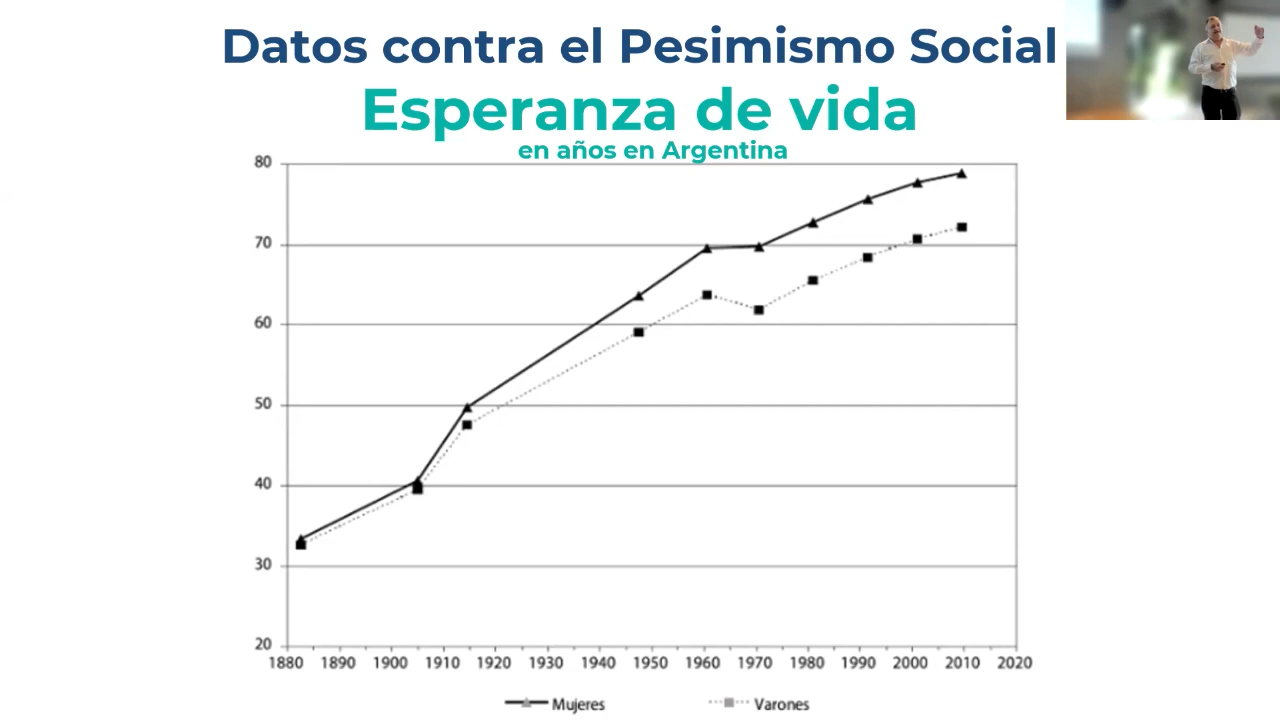 Datos contra el Pesimismo Social
Esperanza de vida
en años en Argentina
80
70
60
50
40
30
20
1880 1890 1900 1910 1920 1930 1940 1950 1960 1970 1980 1990 2000 2010 2020
Mujeres Varones